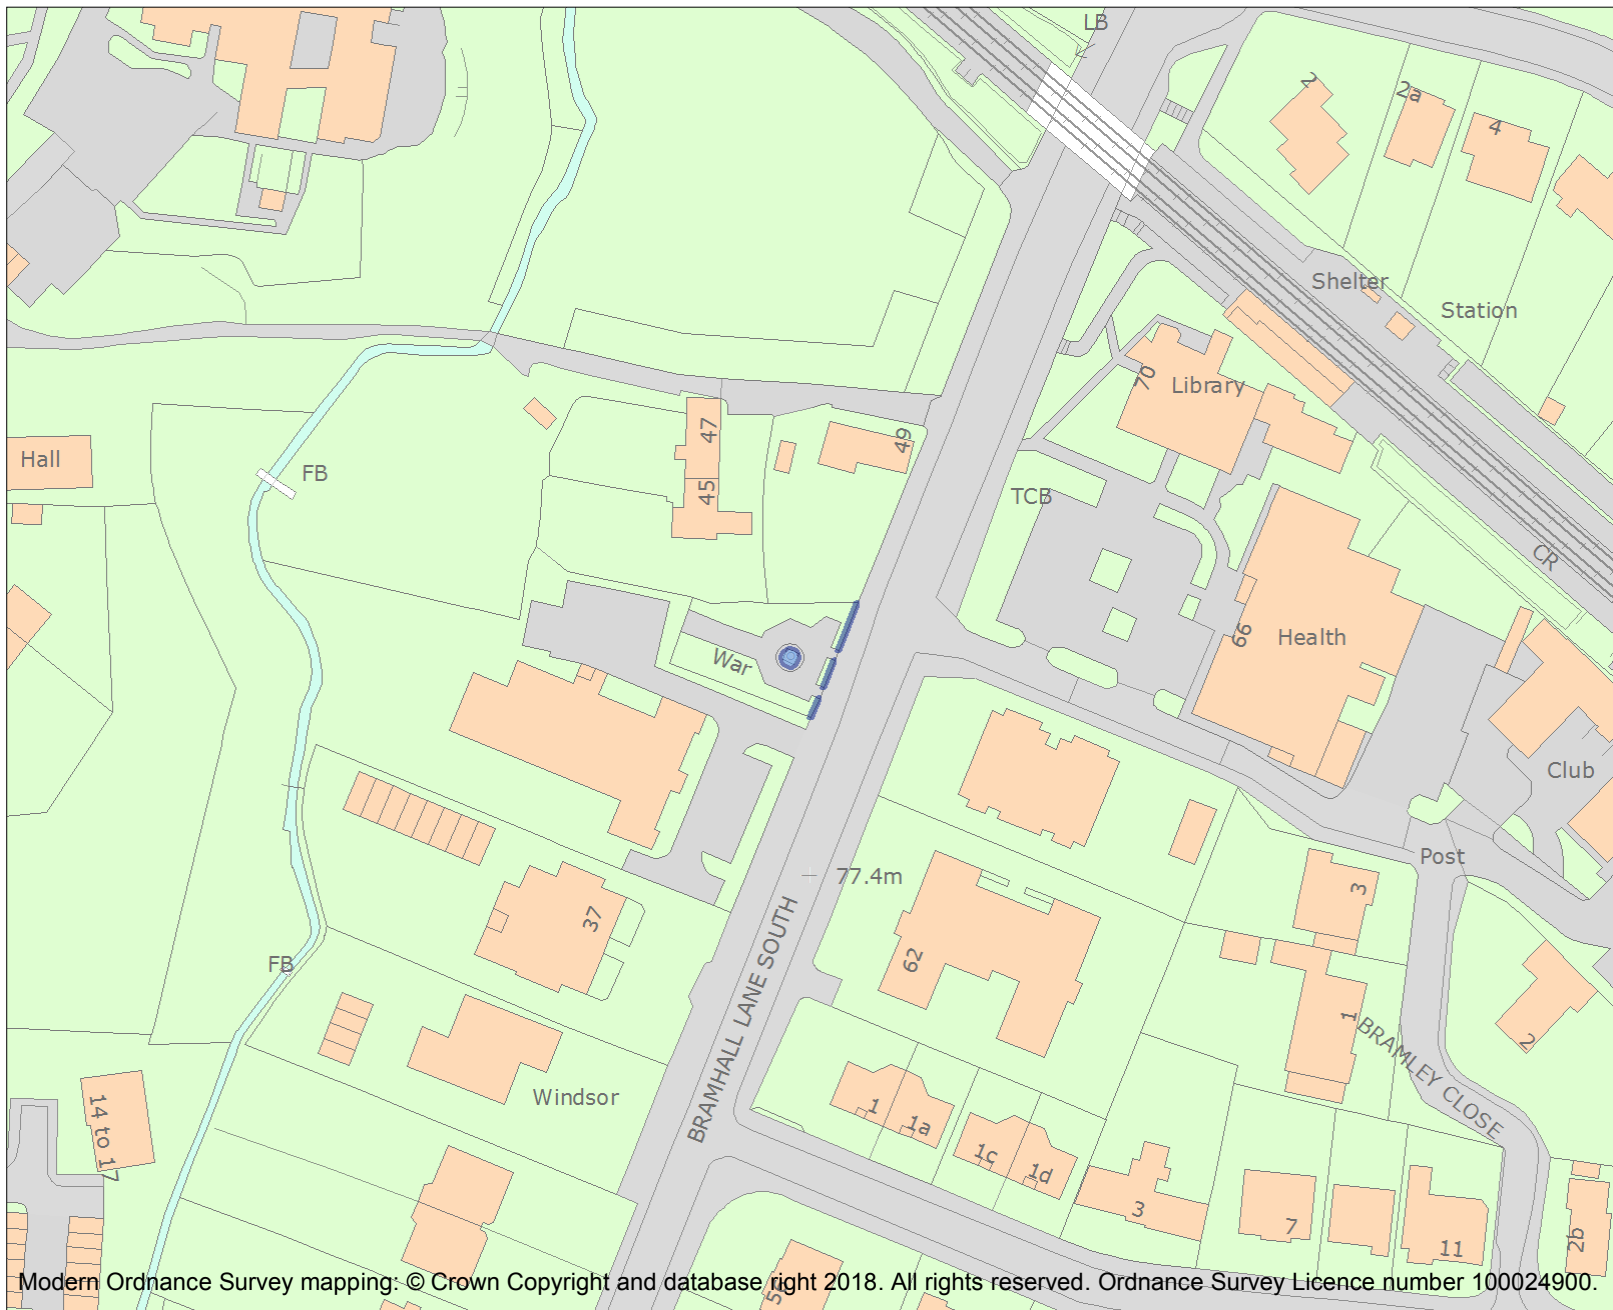 LB
2
2a
4
Shelter
Station
70
Library
47
49
Hall
FB
45
TCB
CR
66
Health
War
Club
77.4m
Post
3
37
62
FB
BRAMHALL LANE SOUTH
1
BRAMLEY CLOSE
2
Windsor
14 to 17
1
1a
1c
1d
3
7
11
2b
Modern Ordnance Survey mapping: © Crown Copyright and database right 2018. All rights reserved. Ordnance Survey Licence number 100024900.